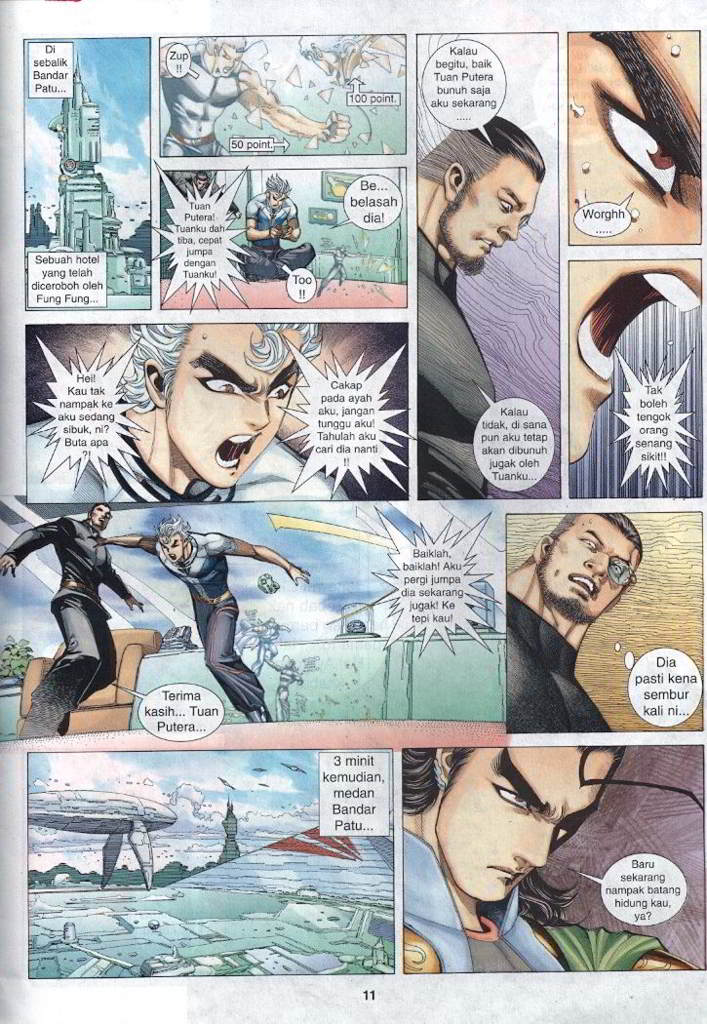 Di
sebalik
Bandar
Patu...
Sebuah hotel
yang telah
diceroboh oleh
Fung Fung...
Zup
!!
100 point.
50 point.
Tuan
Putera!
Tuanku dah
tiba, cepat
jumpa
dengan
Tuanku!
Be...
belasah
dia!
Too
!!
Kalau
begitu, baik
Tuan Putera
bunuh saja
aku sekarang
.....
Kalau
tidak, di sana
pun aku tetap
akan dibunuh
jugak oleh
Tuanku...
Worghh
.....
Tak
boleh
tengok
orang
senang
sikit!!
Hei!
Kau tak
nampak ke
aku sedang
sibuk, ni?
Buta apa
?!
Cakap
pada ayah
aku, jangan
tunggu aku!
Tahulah aku
cari dia nanti
!!
Baiklah,
baiklah! Aku
pergi jumpa
dia sekarang
jugak! Ke
tepi kau!
Terima
kasih... Tuan
Putera...
Dia
pasti kena
sembur
kali ni...
3 minit
kemudian,
medan
Bandar
Patu...
Baru
sekarang
nampak batang
hidung kau,
ya?
11